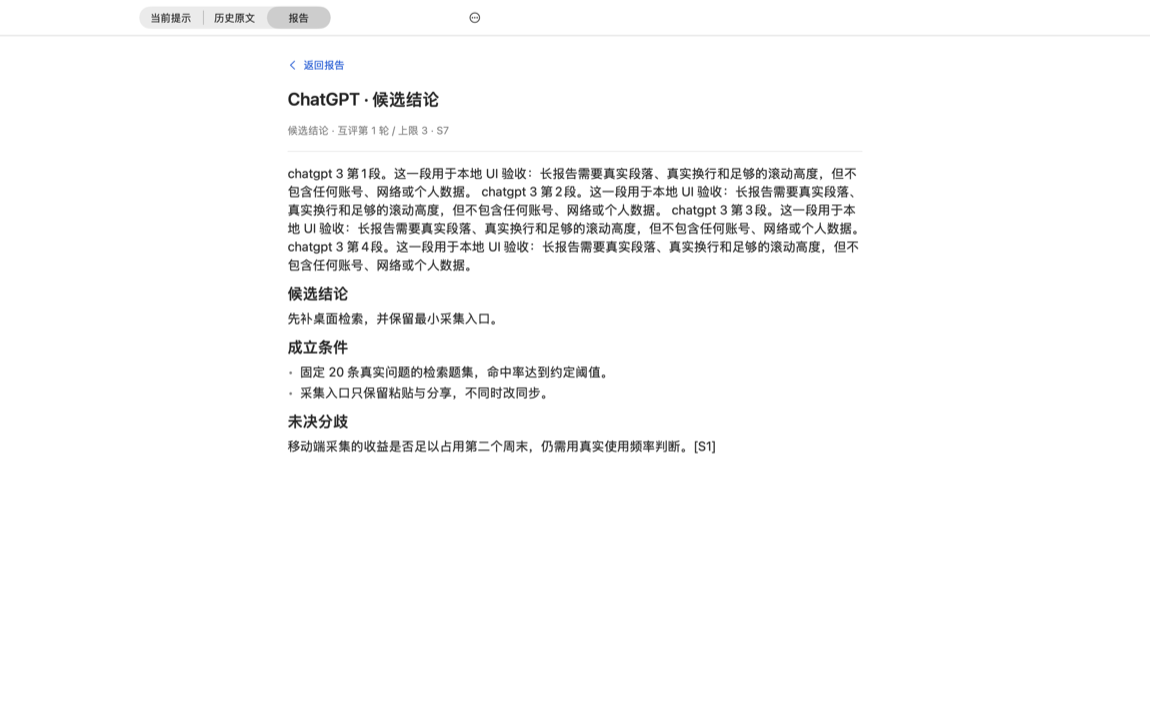 当前提示
历史原文
报告
返回报告
ChatGPT · 候选结论
候选结论 · 互评第 1 轮 / 上限 3 · S7
chatgpt 3 第1段。这一段用于本地 UI 验收：长报告需要真实段落、真实换行和足够的滚动高度，但不
包含任何账号、网络或个人数据。 chatgpt 3 第2段。这一段用于本地 UI 验收：长报告需要真实段落、
真实换行和足够的滚动高度，但不包含任何账号、网络或个人数据。 chatgpt 3 第3段。这一段用于本
地 UI 验收：长报告需要真实段落、真实换行和足够的滚动高度，但不包含任何账号、网络或个人数据。
chatgpt 3 第4段。这一段用于本地 UI 验收：长报告需要真实段落、真实换行和足够的滚动高度，但不
包含任何账号、网络或个人数据。
候选结论
先补桌面检索，并保留最小采集入口。
成立条件
· 固定 20 条真实问题的检索题集，命中率达到约定阈值。
· 采集入口只保留粘贴与分享，不同时改同步。
未决分歧
移动端采集的收益是否足以占用第二个周末，仍需用真实使用频率判断。[S1]